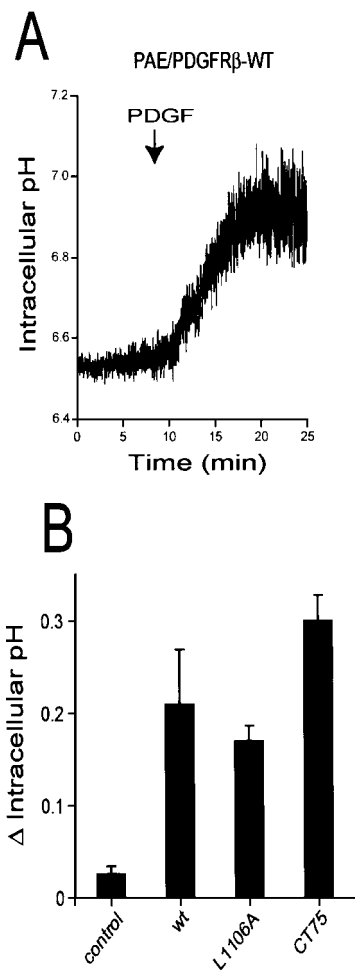 A
PAE/PDGFRβ-WT
PDGF
Intracellular pH
7.2
7.0
6.8
6.6
6.4
0 5 10 15 20 25
Time (min)
B
Δ Intracellular pH
0.3
0.2
0.1
0
control wt L1106A CT75